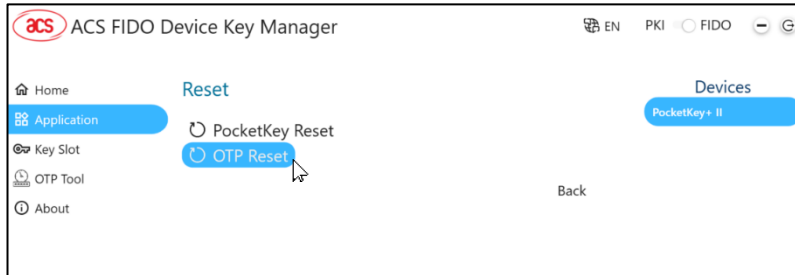 acs ACS FIDO Device Key Manager
EN PKI FIDO
Home
Application
Key Slot
OTP Tool
About
Reset
PocketKey Reset
OTP Reset
Back
Devices
PocketKey+ II